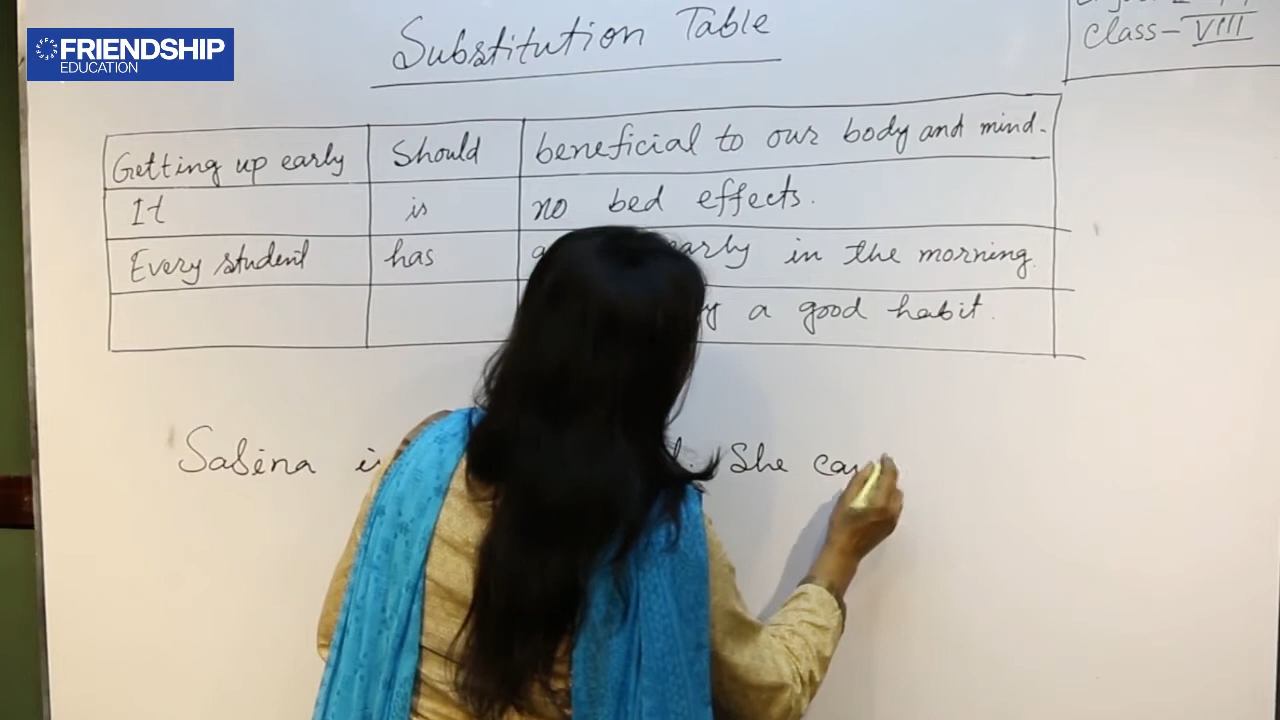 FRIENDSHIP
EDUCATION
Substitution Table
Class - VIII
Getting up early Should beneficial to our body and mind.
It is no bed effects.
Every student has early in the morning.
a good habit.
Sabina She